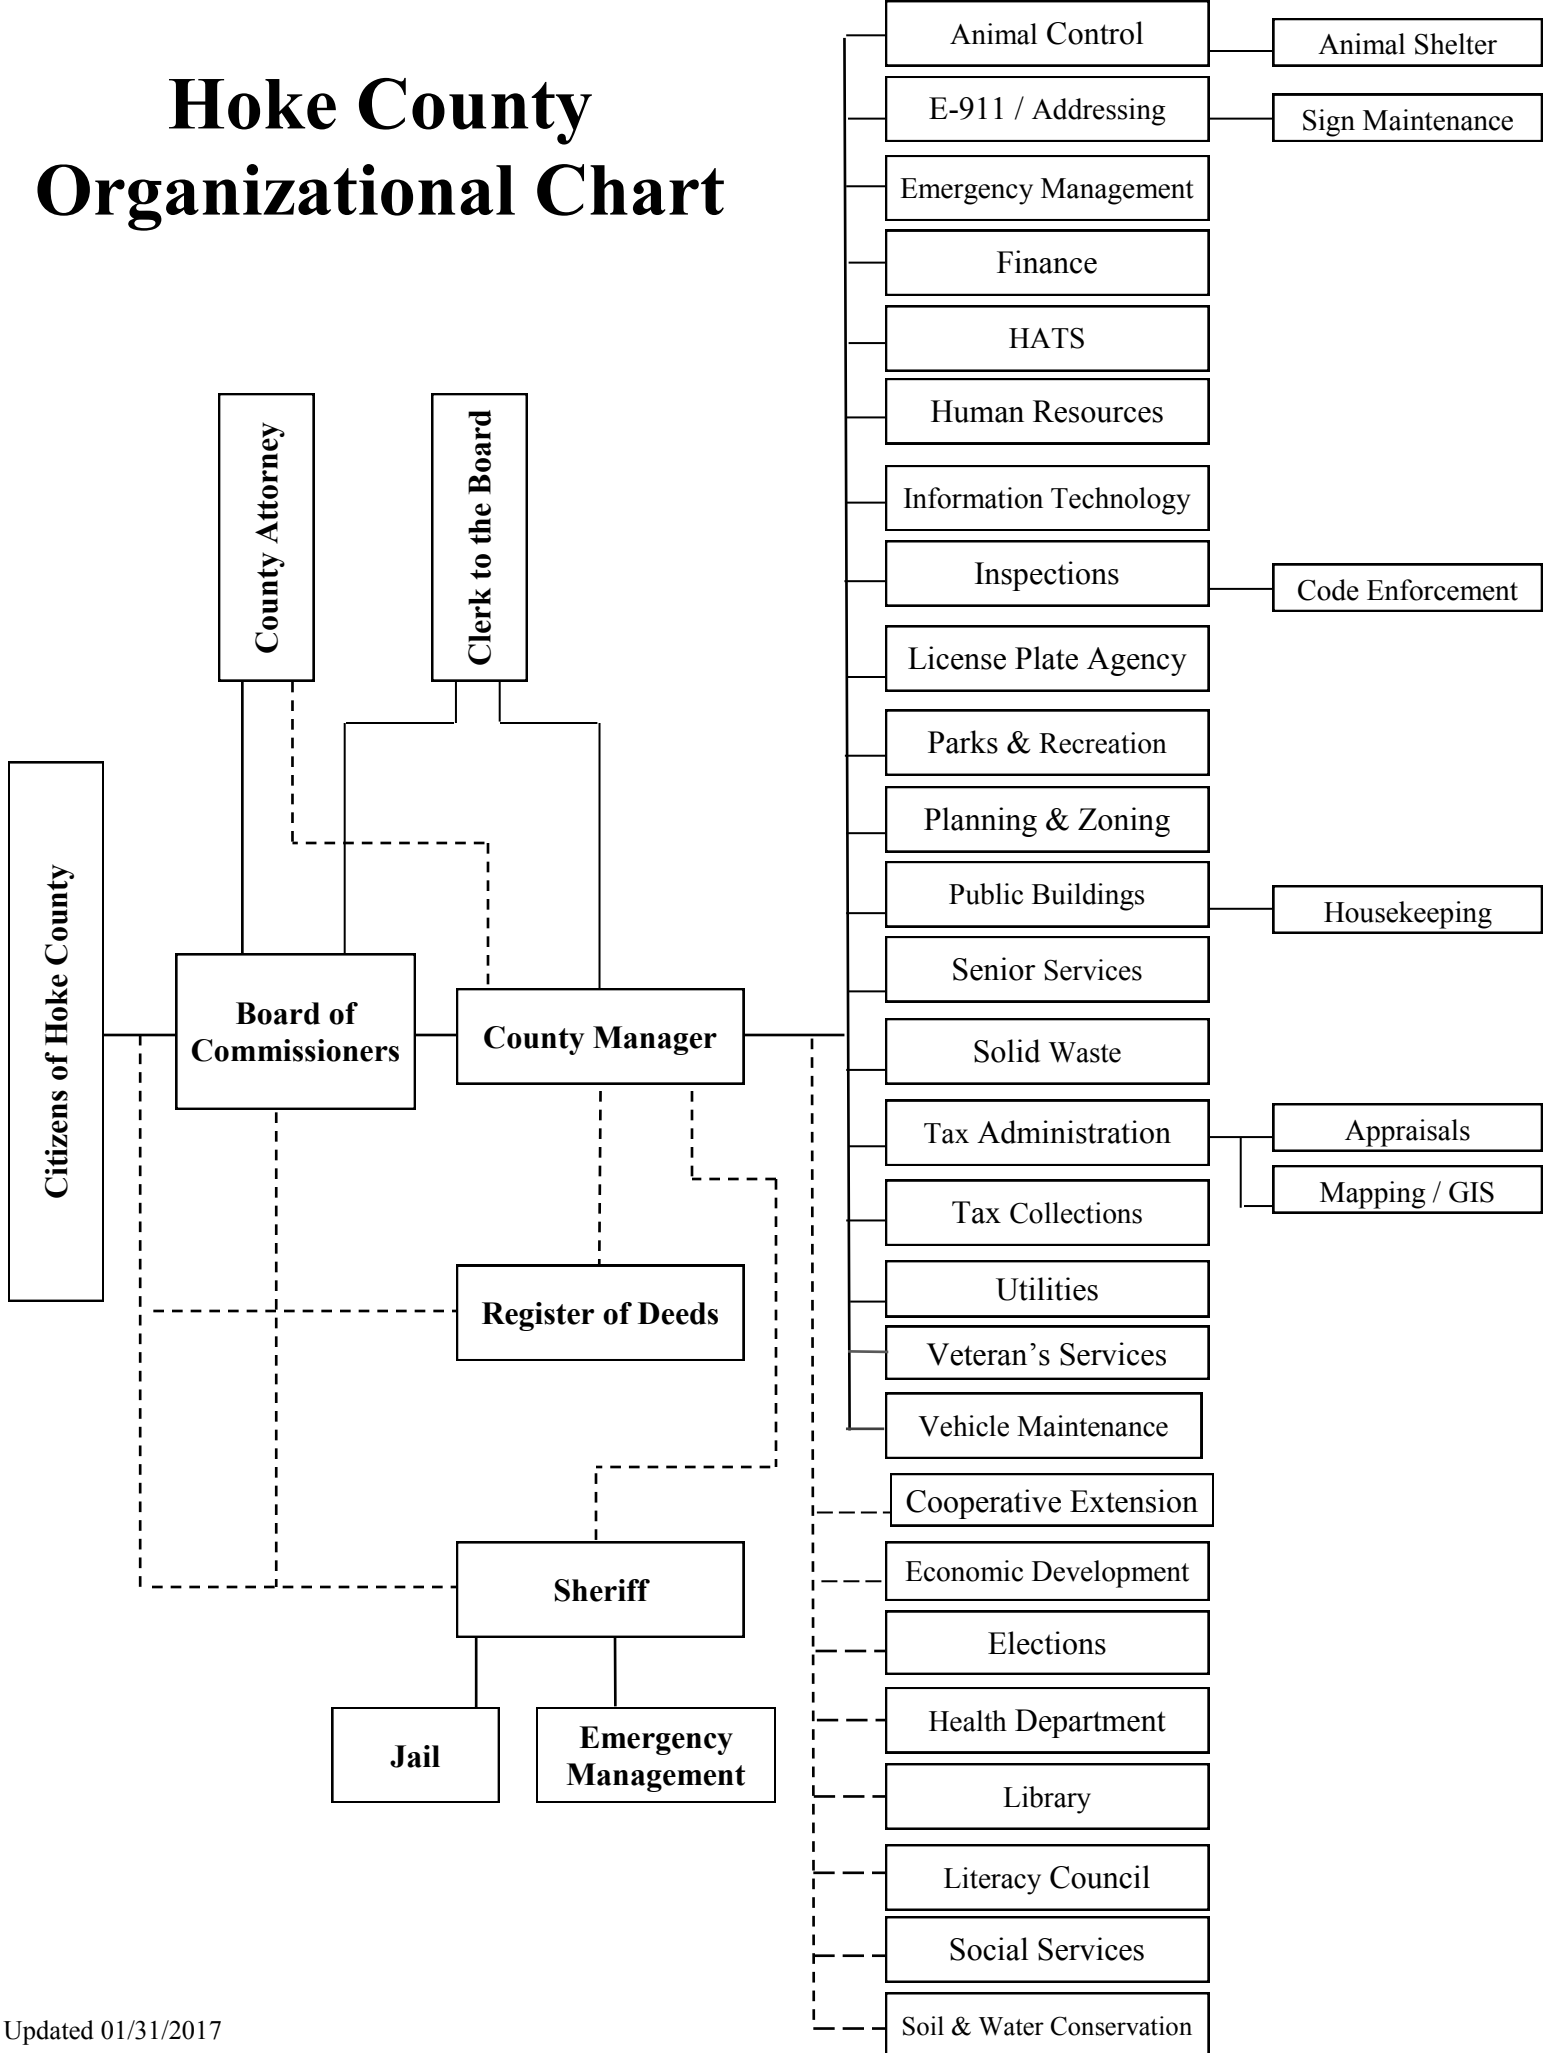 Hoke County
Organizational Chart
County Attorney
Clerk to the Board
Citizens of Hoke County
Board of
Commissioners
County Manager
Register of Deeds
Sheriff
Jail
Emergency
Management
Animal Control
Animal Shelter
E-911 / Addressing
Sign Maintenance
Emergency Management
Finance
HATS
Human Resources
Information Technology
Inspections
Code Enforcement
License Plate Agency
Parks & Recreation
Planning & Zoning
Public Buildings
Housekeeping
Senior Services
Solid Waste
Tax Administration
Appraisals
Mapping / GIS
Tax Collections
Utilities
Veteran’s Services
Vehicle Maintenance
Cooperative Extension
Economic Development
Elections
Health Department
Library
Literacy Council
Social Services
Soil & Water Conservation
Updated 01/31/2017